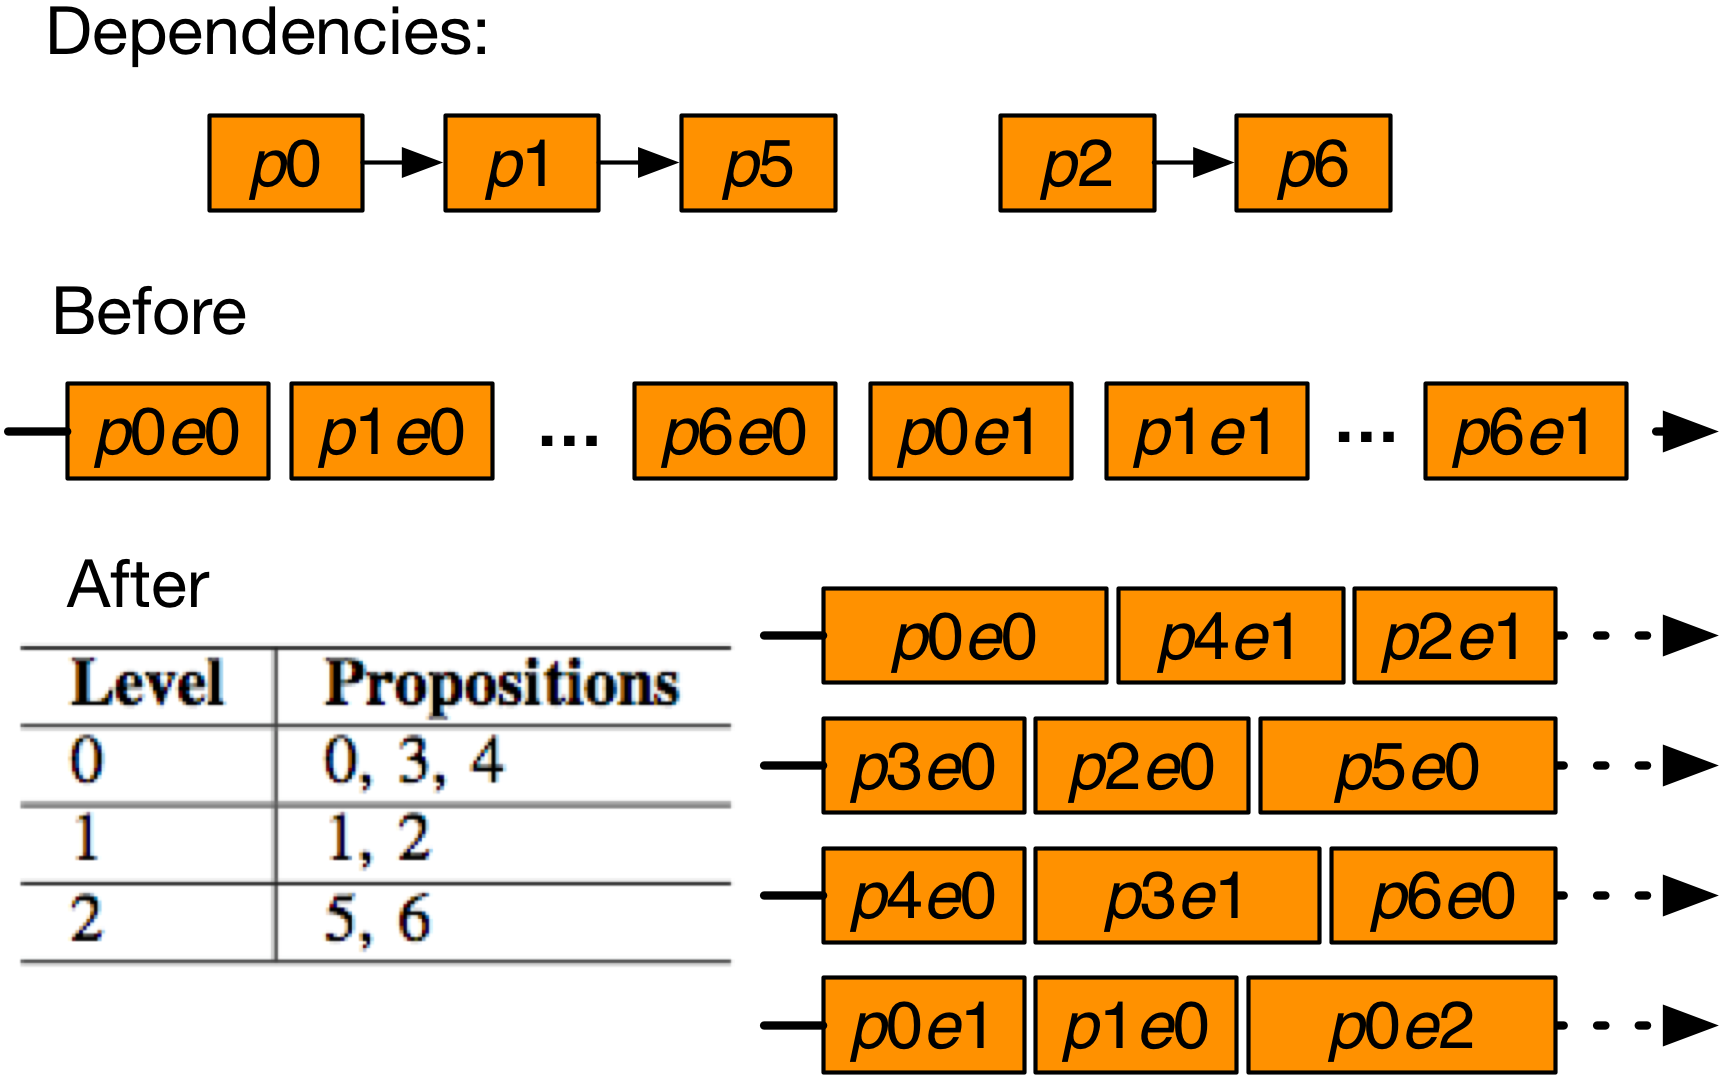 Dependencies:
p0 p1 p5 p2 p6
Before
p0e0 p1e0 ... p6e0 p0e1 p1e1 ... p6e1
After
Level Propositions
0 0, 3, 4
1 1, 2
2 5, 6
p0e0 p4e1 p2e1
p3e0 p2e0 p5e0
p4e0 p3e1 p6e0
p0e1 p1e0 p0e2